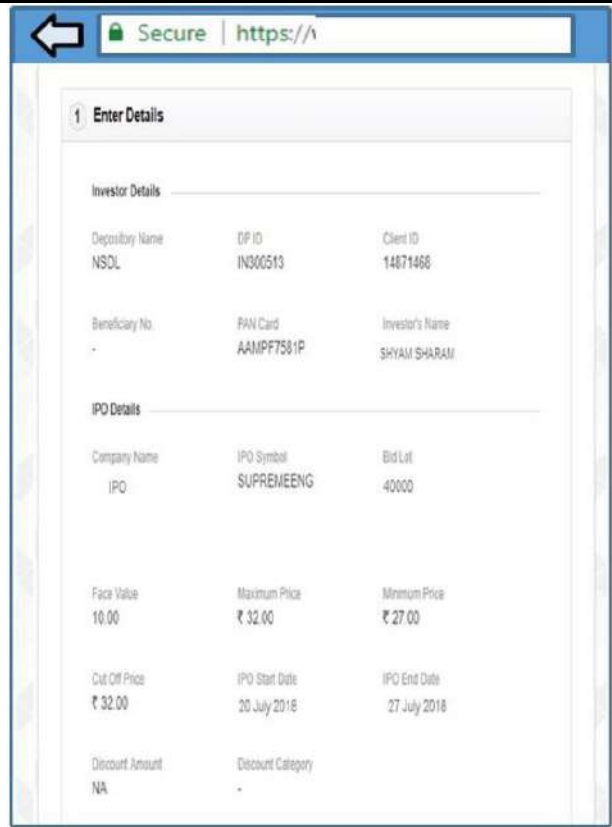 Secure | https://
1 Enter Details
Investor Details
Depository Name DP ID Client ID
NSDL IN300513 14871468
Beneficiary No. PAN Card Investor's Name
- AAMPF7581P SHYAM SHARAM
IPO Details
Company Name IPO Symbol Bid Lot
IPO SUPREMEENG 40000
Face Value Maximum Price Minimum Price
10.00 ₹ 32.00 ₹ 27.00
Cut Off Price IPO Start Date IPO End Date
₹ 32.00 20 July 2018 27 July 2018
Discount Amount Discount Category
NA -